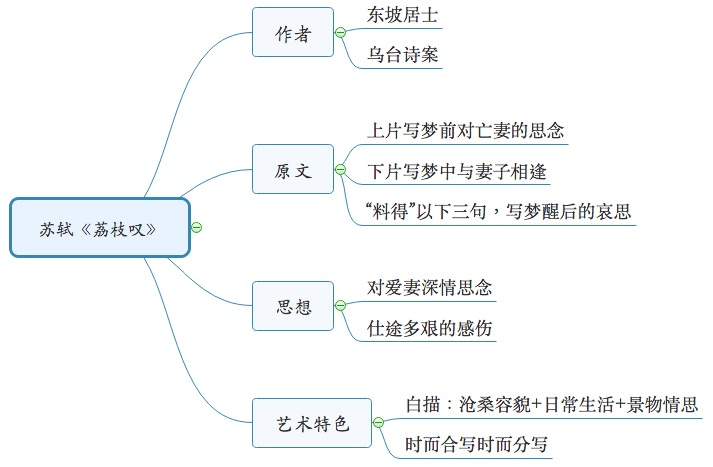 苏轼《荔枝叹》
作者
东坡居士
乌台诗案
原文
上片写梦前对亡妻的思念
下片写梦中与妻子相逢
“料得”以下三句，写梦醒后的哀思
思想
对爱妻深情思念
仕途多艰的感伤
艺术特色
白描：沧桑容貌+日常生活+景物情思
时而合写时而分写